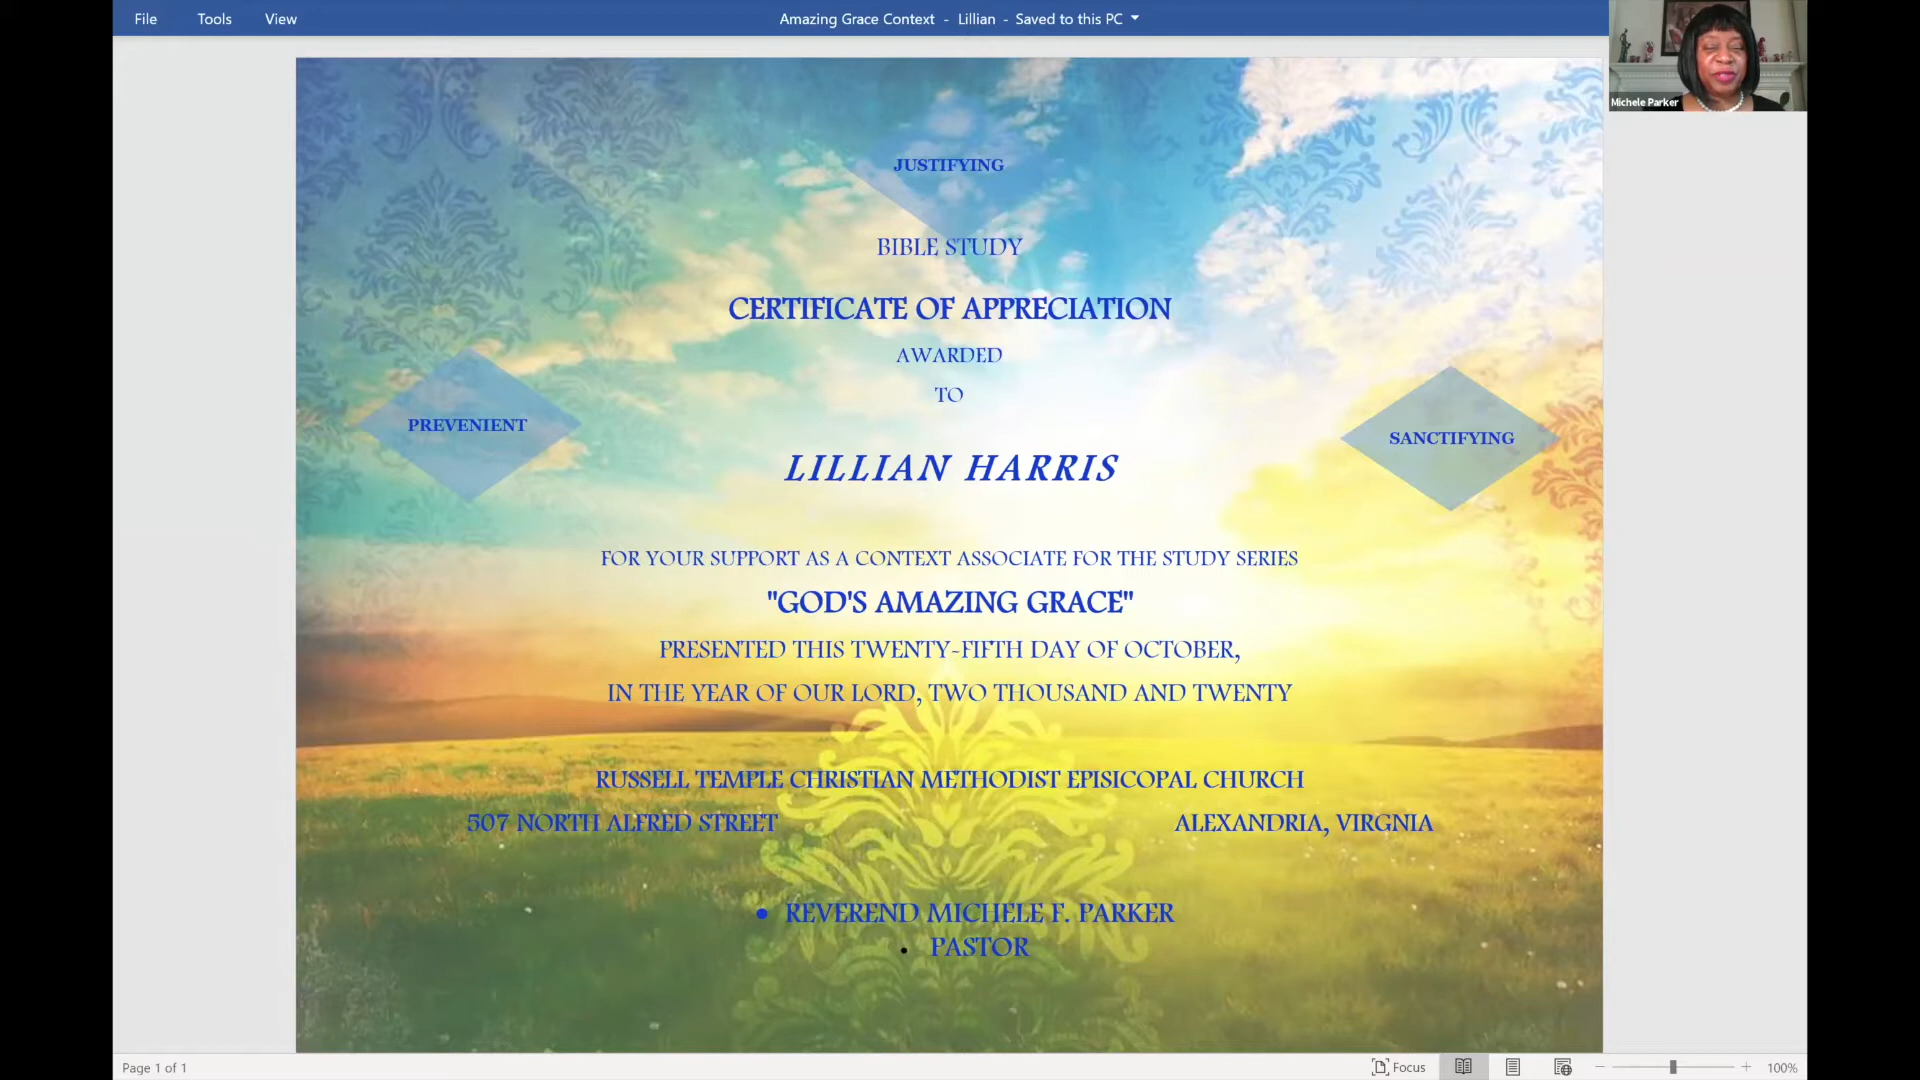 File Tools View
Amazing Grace Context - Lillian - Saved to this PC
Michele Parker
JUSTIFYING
BIBLE STUDY
CERTIFICATE OF APPRECIATION
AWARDED
TO
PREVENIENT
SANCTIFYING
LILLIAN HARRIS
FOR YOUR SUPPORT AS A CONTEXT ASSOCIATE FOR THE STUDY SERIES
"GOD'S AMAZING GRACE"
PRESENTED THIS TWENTY-FIFTH DAY OF OCTOBER,
IN THE YEAR OF OUR LORD, TWO THOUSAND AND TWENTY
RUSSELL TEMPLE CHRISTIAN METHODIST EPISICOPAL CHURCH
507 NORTH ALFRED STREET ALEXANDRIA, VIRGNIA
• REVEREND MICHELE F. PARKER
• PASTOR
Page 1 of 1
Focus
100%